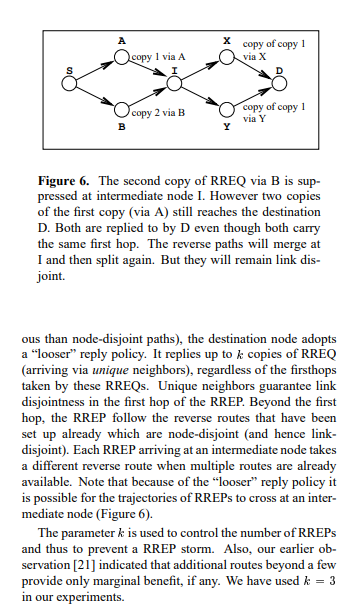 A
X copy of copy 1
copy 1 via A
via X
S
I
D
copy 2 via B
copy of copy 1
B
Y
via Y
Figure 6. The second copy of RREQ via B is sup-
pressed at intermediate node I. However two copies
of the first copy (via A) still reaches the destination
D. Both are replied to by D even though both carry
the same first hop. The reverse paths will merge at
I and then split again. But they will remain link dis-
joint.
ous than node-disjoint paths), the destination node adopts
a “looser” reply policy. It replies up to k copies of RREQ
(arriving via unique neighbors), regardless of the firsthops
taken by these RREQs. Unique neighbors guarantee link
disjointness in the first hop of the RREP. Beyond the first
hop, the RREP follow the reverse routes that have been
set up already which are node-disjoint (and hence link-
disjoint). Each RREP arriving at an intermediate node takes
a different reverse route when multiple routes are already
available. Note that because of the “looser” reply policy it
is possible for the trajectories of RREPs to cross at an inter-
mediate node (Figure 6).
The parameter k is used to control the number of RREPs
and thus to prevent a RREP storm. Also, our earlier ob-
servation [21] indicated that additional routes beyond a few
provide only marginal benefit, if any. We have used k = 3
in our experiments.